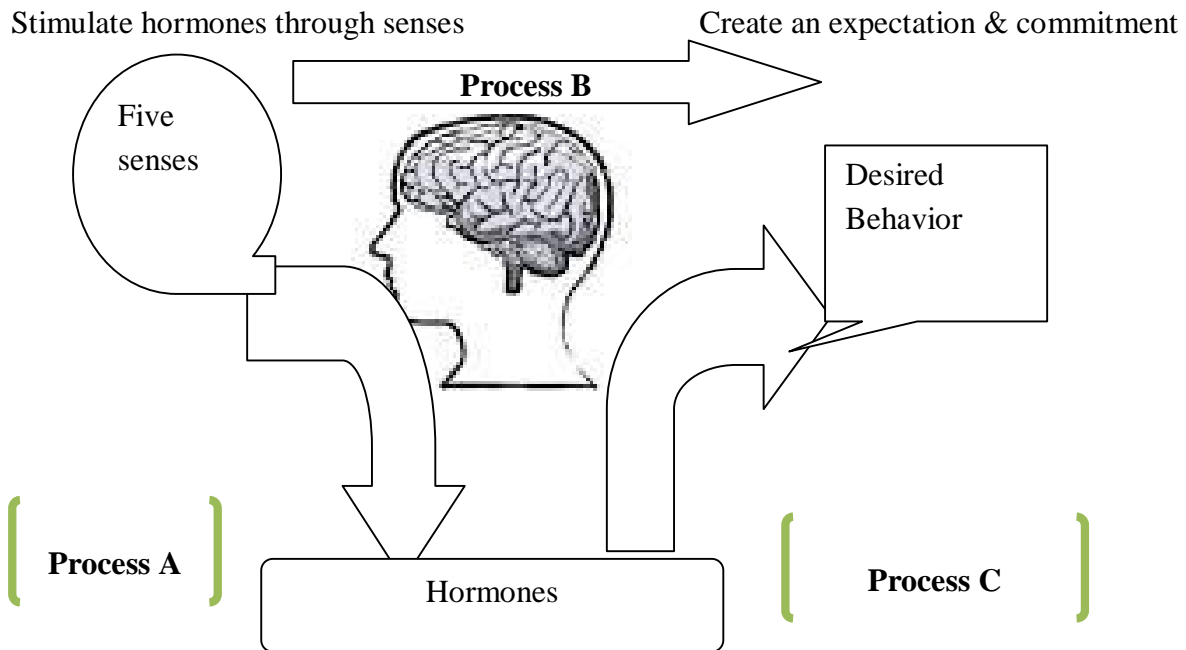 Stimulate hormones through senses
Create an expectation & commitment
Process B
Five
senses
Desired
Behavior
Process A
Hormones
Process C